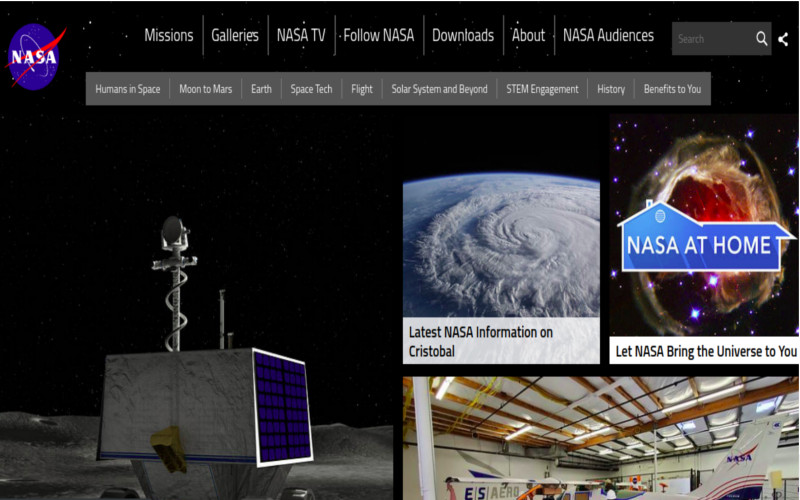 NASA
Missions
Galleries
NASA TV
Follow NASA
Downloads
About
NASA Audiences
Search
Humans in Space
Moon to Mars
Earth
Space Tech
Flight
Solar System and Beyond
STEM Engagement
History
Benefits to You
NASA AT HOME
Latest NASA Information on
Cristobal
Let NASA Bring the Universe to You
NASA
ES|AERO